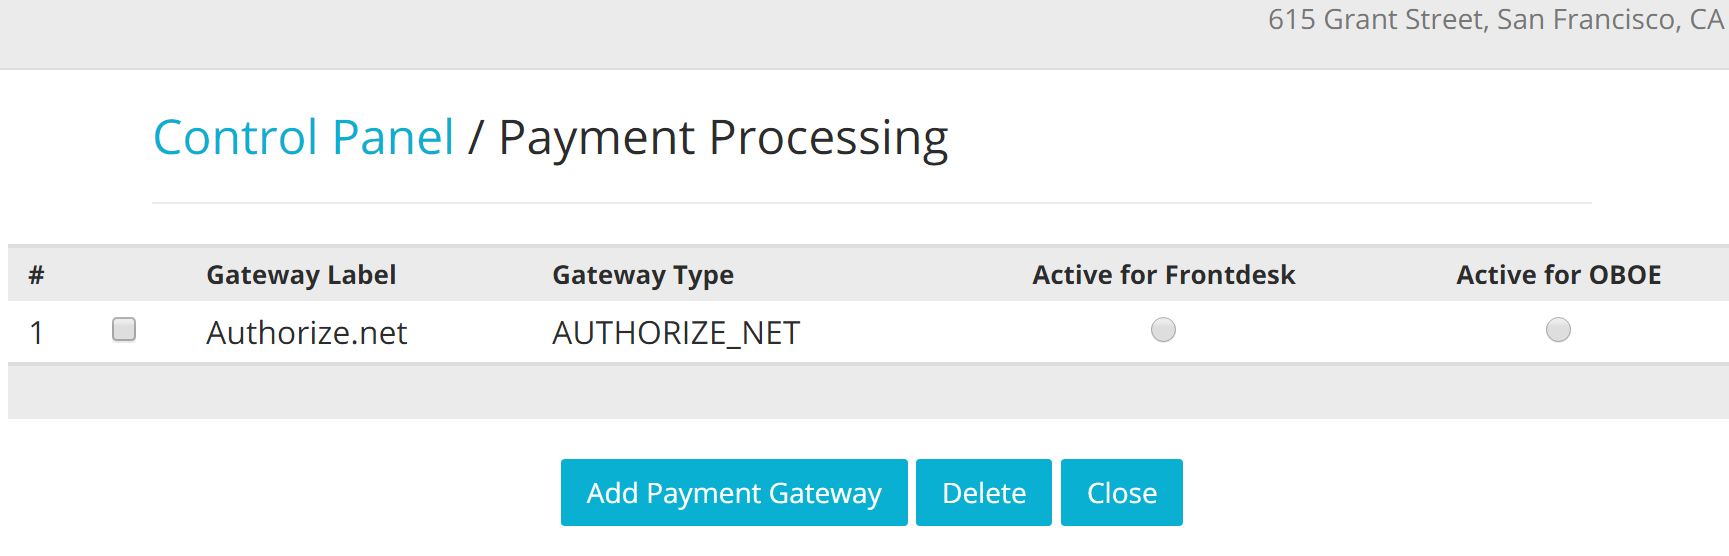 615 Grant Street, San Francisco, CA
Control Panel / Payment Processing
# Gateway Label Gateway Type Active for Frontdesk Active for OBOE
1 Authorize.net AUTHORIZE_NET
Add Payment Gateway Delete Close